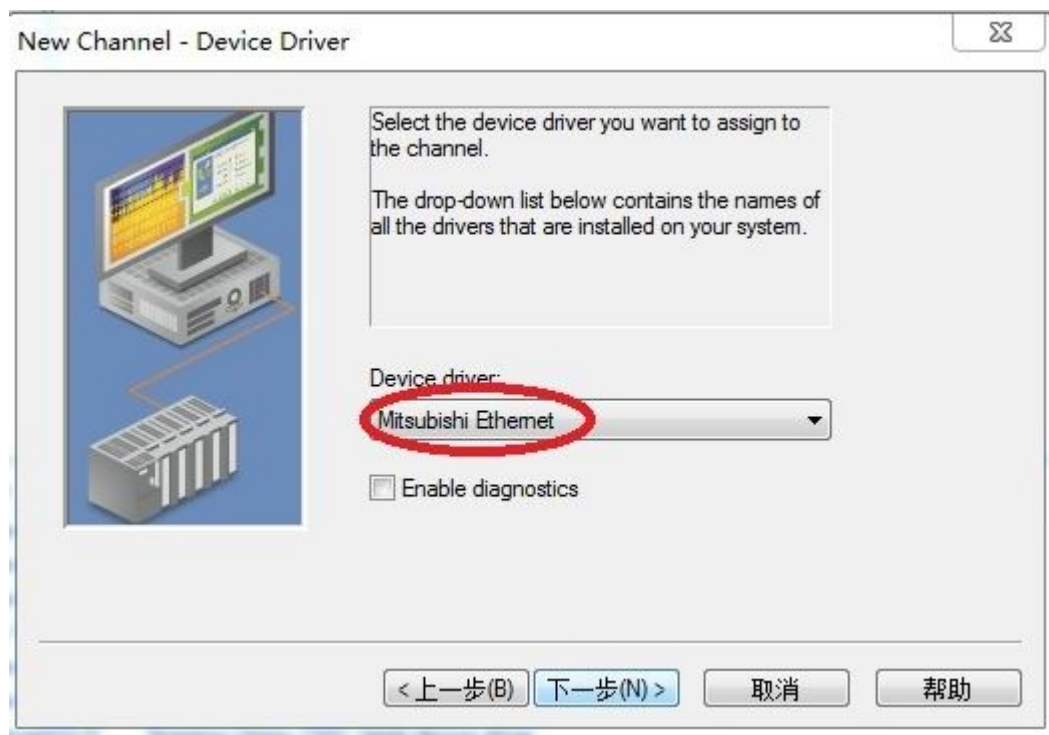 New Channel - Device Driver
Select the device driver you want to assign to
the channel.
The drop-down list below contains the names of
all the drivers that are installed on your system.
Device driver:
Mitsubishi Ethernet
Enable diagnostics
<上一步(B) 下一步(N)> 取消 帮助